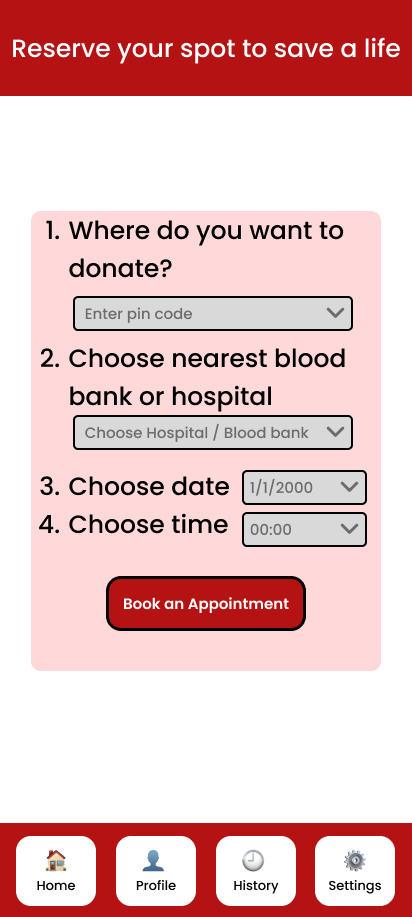 Reserve your spot to save a life
1. Where do you want to
donate?
Enter pin code
2. Choose nearest blood
bank or hospital
Choose Hospital / Blood bank
3. Choose date
1/1/2000
4. Choose time
00:00
Book an Appointment
Home
Profile
History
Settings